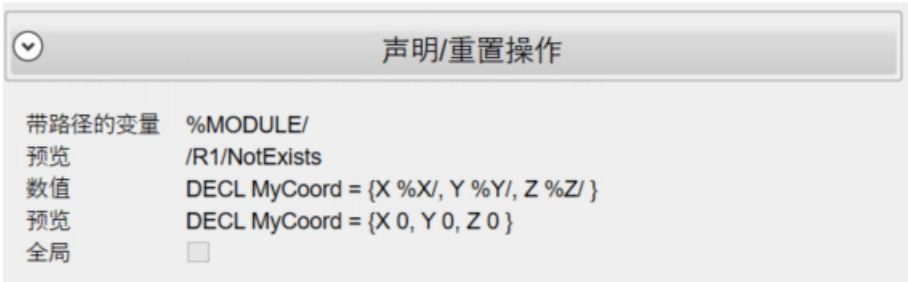 声明/重置操作
带路径的变量 %MODULE/
预览 /R1/NotExists
数值 DECL MyCoord = {X %X/, Y %Y/, Z %Z/ }
预览 DECL MyCoord = {X 0, Y 0, Z 0 }
全局